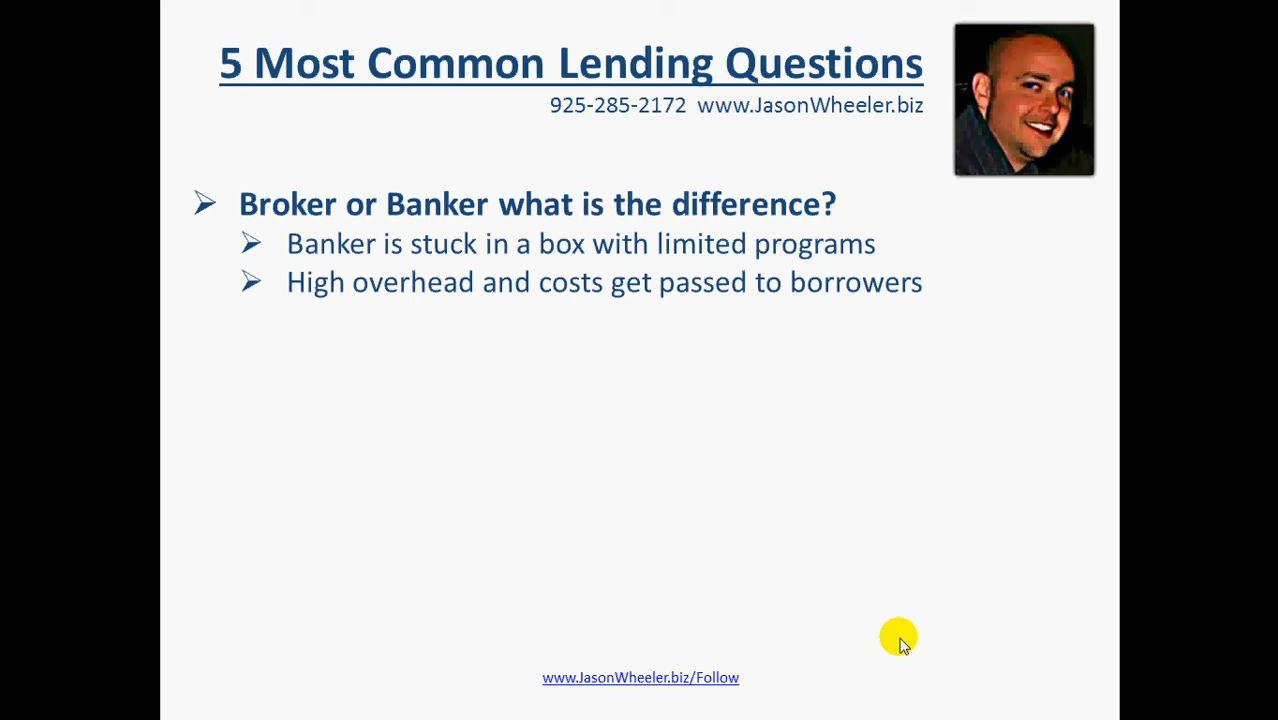 5 Most Common Lending Questions
925-285-2172 www.JasonWheeler.biz
Broker or Banker what is the difference?
Banker is stuck in a box with limited programs
High overhead and costs get passed to borrowers
www.JasonWheeler.biz/Follow